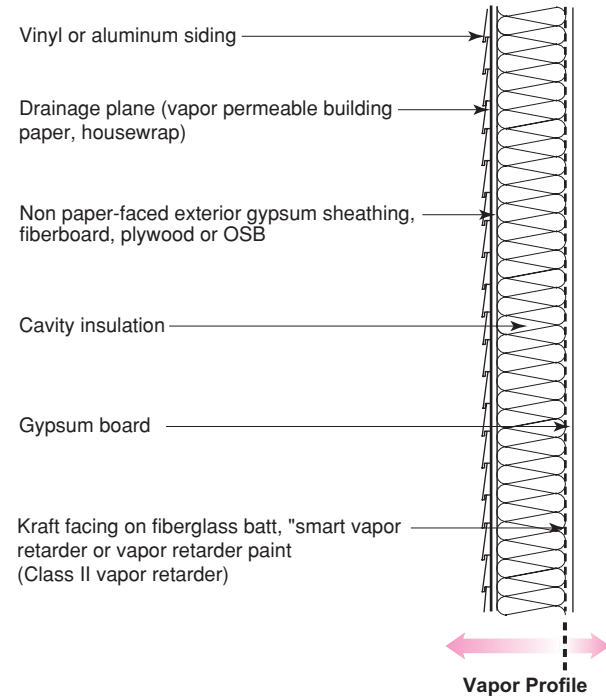 Vinyl or aluminum siding
Drainage plane (vapor permeable building
paper, housewrap)
Non paper-faced exterior gypsum sheathing,
fiberboard, plywood or OSB
Cavity insulation
Gypsum board
Kraft facing on fiberglass batt, "smart vapor
retarder or vapor retarder paint
(Class II vapor retarder)
Vapor Profile